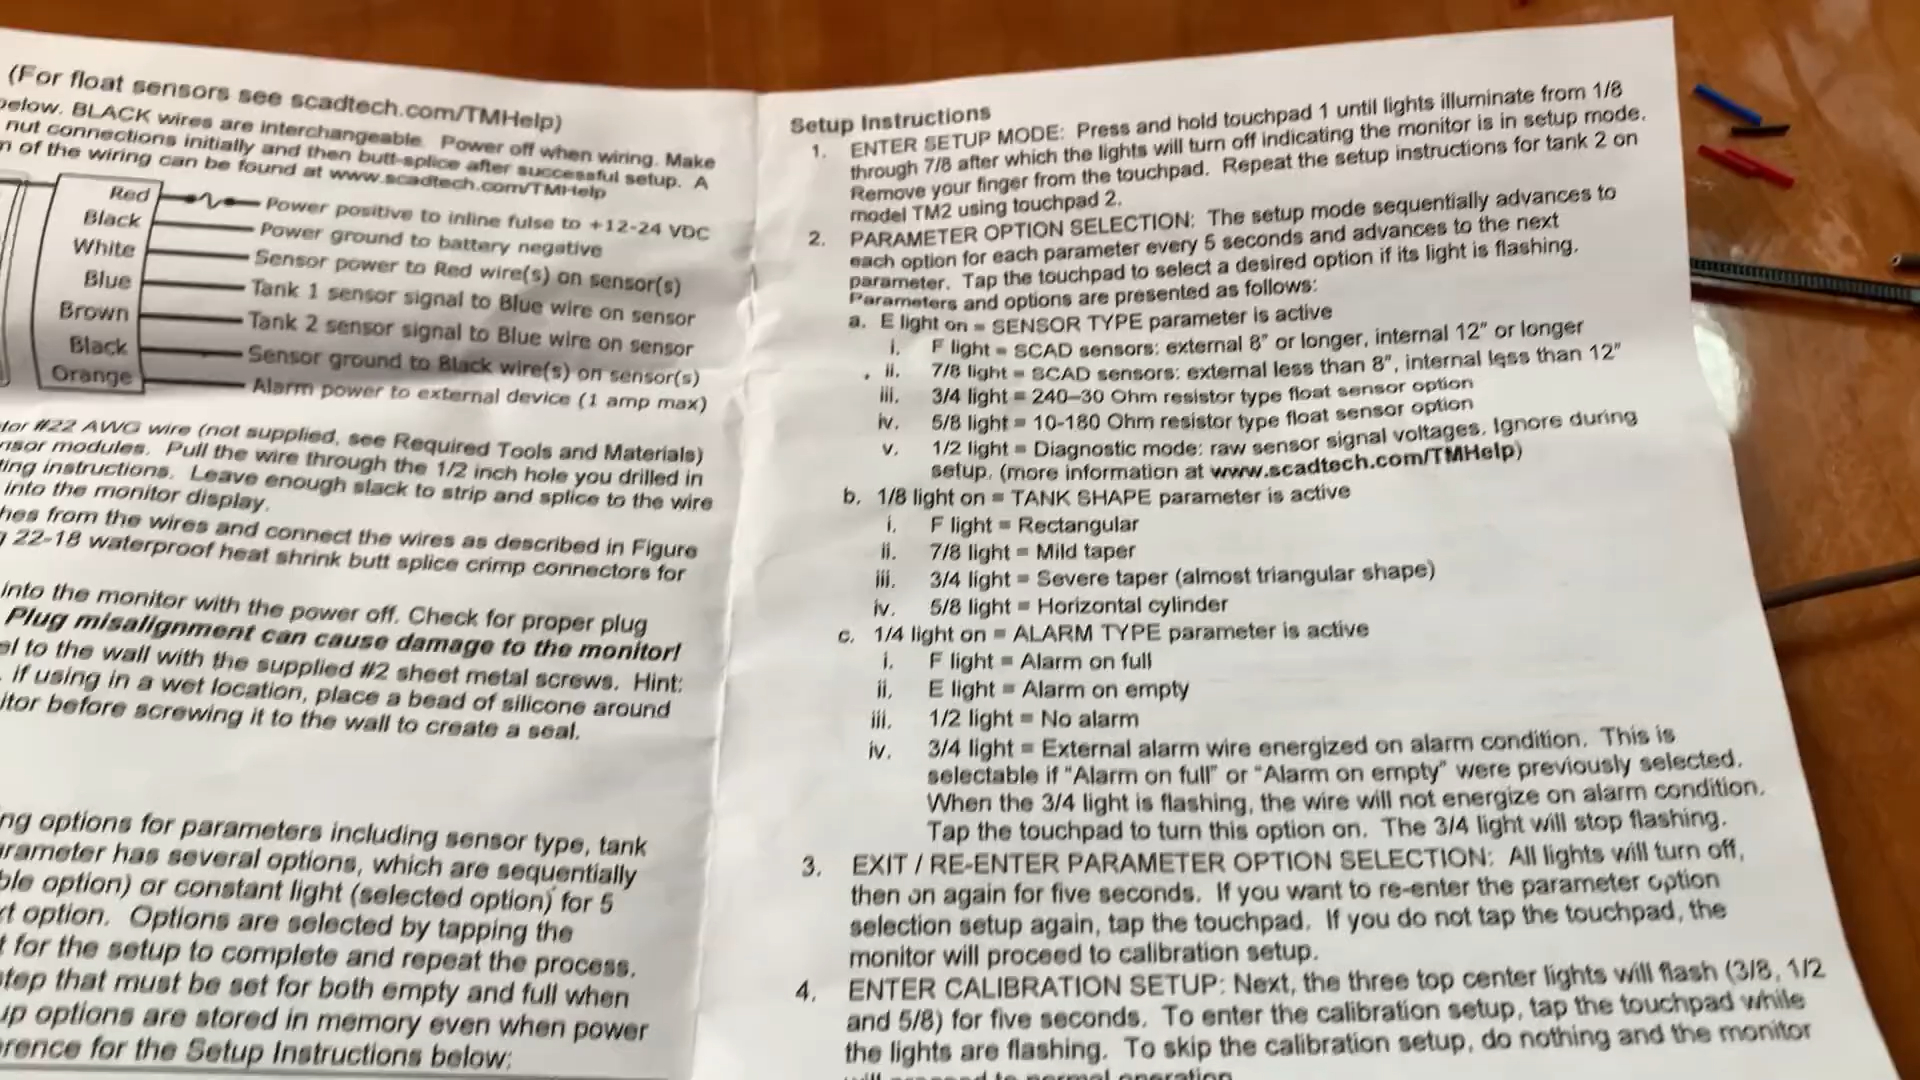 (For float sensors see scadtech.com/TMHelp)
below. BLACK wires are interchangeable. Power off when wiring. Make
nut connections initially and then butt-splice after successful setup. A
of the wiring can be found at www.scadtech.com/TMHelp
Red Power positive to inline fulse to +12-24 VDC
Black Power ground to battery negative
White Sensor power to Red wire(s) on sensor(s)
Blue Tank 1 sensor signal to Blue wire on sensor
Brown Tank 2 sensor signal to Blue wire on sensor
Black Sensor ground to Black wire(s) on sensor(s)
Orange Alarm power to external device (1 amp max)
#22 AWG wire (not supplied, see Required Tools and Materials)
modules. Pull the wire through the 1/2 inch hole you drilled in
instructions. Leave enough slack to strip and splice to the wire
into the monitor display.
from the wires and connect the wires as described in Figure
22-18 waterproof heat shrink butt splice crimp connectors for
into the monitor with the power off. Check for proper plug
Plug misalignment can cause damage to the monitor!
to the wall with the supplied #2 sheet metal screws. Hint:
If using in a wet location, place a bead of silicone around
before screwing it to the wall to create a seal.
options for parameters including sensor type, tank
has several options, which are sequentially
option) or constant light (selected option) for 5
option. Options are selected by tapping the
for the setup to complete and repeat the process.
that must be set for both empty and full when
options are stored in memory even when power
for the Setup Instructions below:
Setup Instructions
1. ENTER SETUP MODE: Press and hold touchpad 1 until lights illuminate from 1/8
through 7/8 after which the lights will turn off indicating the monitor is in setup mode.
Remove your finger from the touchpad. Repeat the setup instructions for tank 2 on
model TM2 using touchpad 2.
2. PARAMETER OPTION SELECTION: The setup mode sequentially advances to
each option for each parameter every 5 seconds and advances to the next
parameter. Tap the touchpad to select a desired option if its light is flashing.
Parameters and options are presented as follows:
a. E light on = SENSOR TYPE parameter is active
i. F light = SCAD sensors: external 8" or longer, internal 12" or longer
ii. 7/8 light = SCAD sensors: external less than 8", internal less than 12"
iii. 3/4 light = 240–30 Ohm resistor type float sensor option
iv. 5/8 light = 10-180 Ohm resistor type float sensor option
v. 1/2 light = Diagnostic mode: raw sensor signal voltages. Ignore during
setup. (more information at www.scadtech.com/TMHelp)
b. 1/8 light on = TANK SHAPE parameter is active
i. F light = Rectangular
ii. 7/8 light = Mild taper
iii. 3/4 light = Severe taper (almost triangular shape)
iv. 5/8 light = Horizontal cylinder
c. 1/4 light on = ALARM TYPE parameter is active
i. F light = Alarm on full
ii. E light = Alarm on empty
iii. 1/2 light = No alarm
iv. 3/4 light = External alarm wire energized on alarm condition. This is
selectable if "Alarm on full" or "Alarm on empty" were previously selected.
When the 3/4 light is flashing, the wire will not energize on alarm condition.
Tap the touchpad to turn this option on. The 3/4 light will stop flashing.
3. EXIT / RE-ENTER PARAMETER OPTION SELECTION: All lights will turn off,
then on again for five seconds. If you want to re-enter the parameter option
selection setup again, tap the touchpad. If you do not tap the touchpad, the
monitor will proceed to calibration setup.
4. ENTER CALIBRATION SETUP: Next, the three top center lights will flash (3/8, 1/2
and 5/8) for five seconds. To enter the calibration setup, tap the touchpad while
the lights are flashing. To skip the calibration setup, do nothing and the monitor
will proceed to normal operation